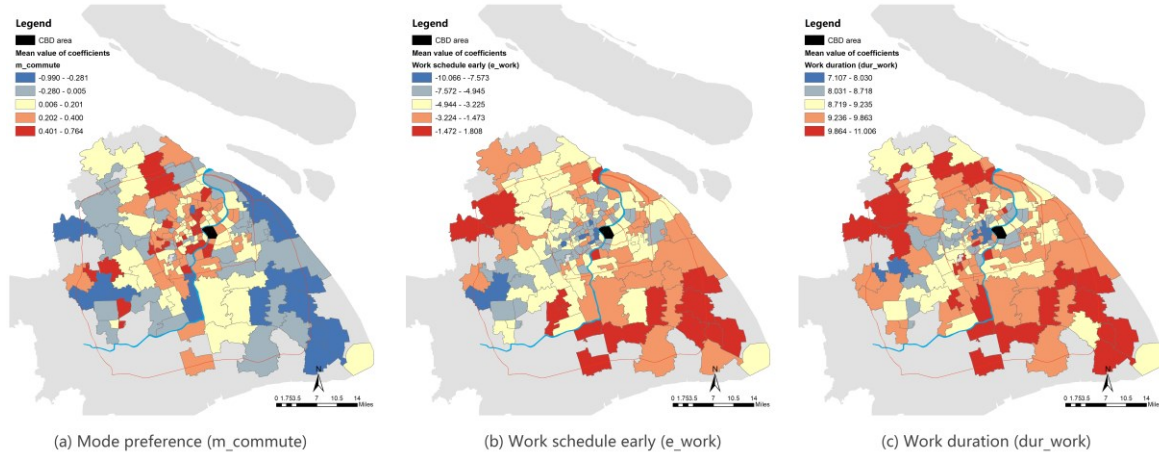 Legend
CBD area
Mean value of coefficients
m_commute
-0.990 - -0.281
-0.280 - 0.005
0.006 - 0.201
0.202 - 0.400
0.401 - 0.764
N
0 1.75 3.5 7 10.5 14
Miles
(a) Mode preference (m_commute)
Legend
CBD area
Mean value of coefficients
Work schedule early (e_work)
-10.066 - -7.573
-7.572 - -4.945
-4.944 - -3.225
-3.224 - -1.473
-1.472 - 1.808
N
0 1.75 3.5 7 10.5 14
Miles
(b) Work schedule early (e_work)
Legend
CBD area
Mean value of coefficients
Work duration (dur_work)
7.107 - 8.030
8.031 - 8.718
8.719 - 9.235
9.236 - 9.863
9.864 - 11.006
N
0 1.75 3.5 7 10.5 14
Miles
(c) Work duration (dur_work)